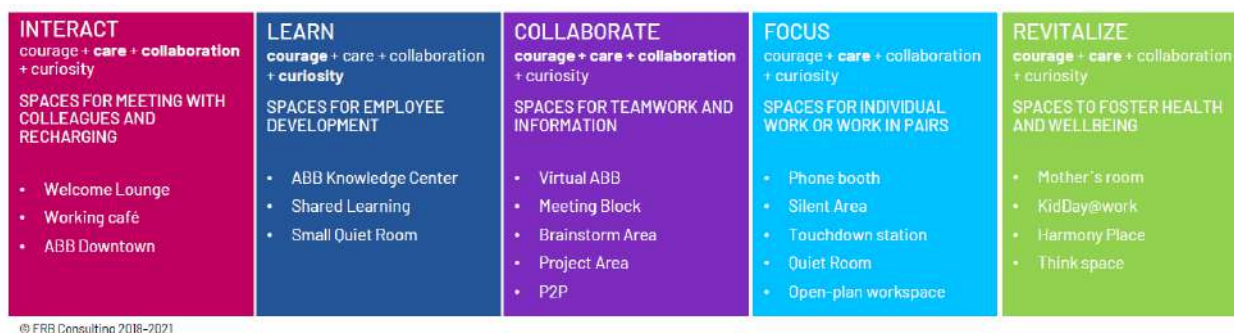 INTERACT
courage + care + collaboration
+ curiosity
SPACES FOR MEETING WITH
COLLEAGUES AND
RECHARGING
• Welcome Lounge
• Working café
• ABB Downtown
LEARN
courage + care + collaboration
+ curiosity
SPACES FOR EMPLOYEE
DEVELOPMENT
• ABB Knowledge Center
• Shared Learning
• Small Quiet Room
COLLABORATE
courage + care + collaboration
+ curiosity
SPACES FOR TEAMWORK AND
INFORMATION
• Virtual ABB
• Meeting Block
• Brainstorm Area
• Project Area
• P2P
FOCUS
courage + care + collaboration
+ curiosity
SPACES FOR INDIVIDUAL
WORK OR WORK IN PAIRS
• Phone booth
• Silent Area
• Touchdown station
• Quiet Room
• Open-plan workspace
REVITALIZE
courage + care + collaboration
+ curiosity
SPACES TO FOSTER HEALTH
AND WELLBEING
• Mother's room
• KidDay@work
• Harmony Place
• Think space
© FRB Consulting 2018-2021